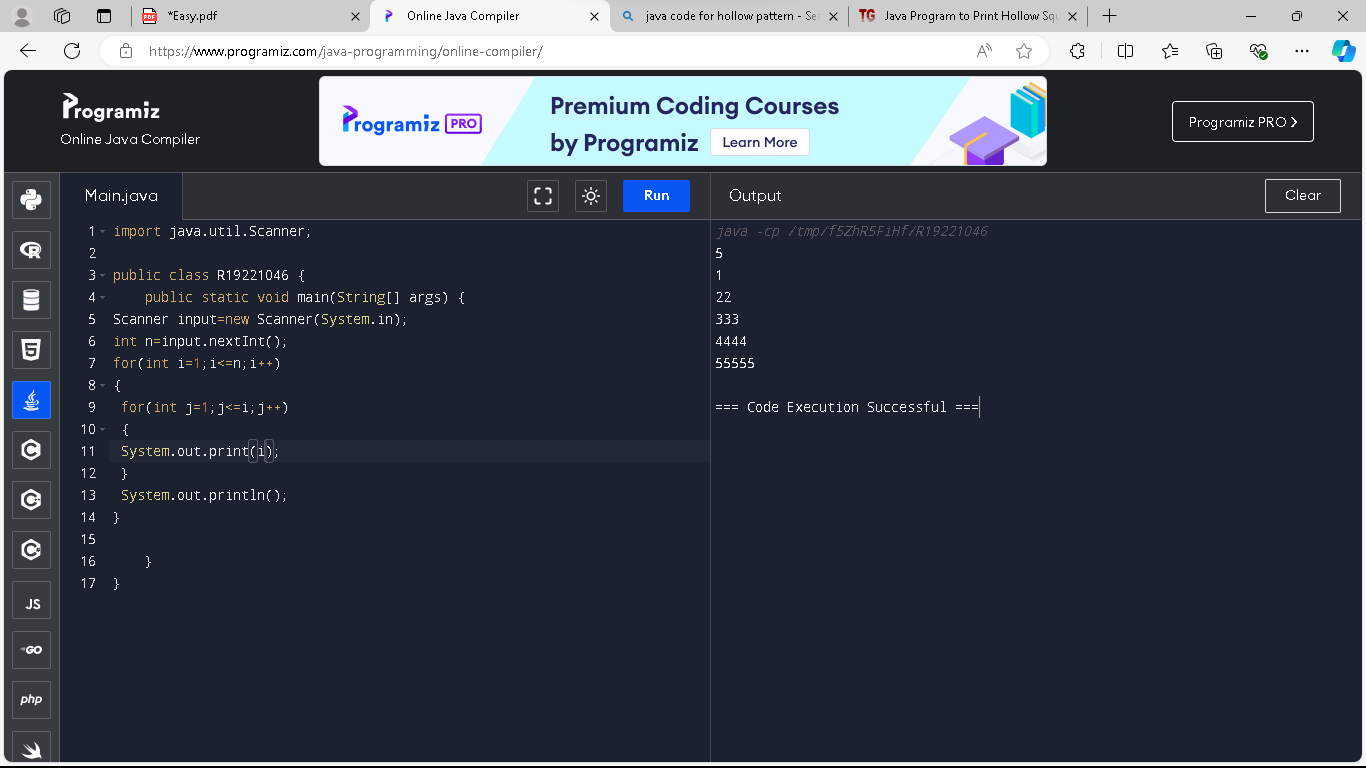 *Easy.pdf
Online Java Compiler
java code for hollow pattern - Se
Java Program to Print Hollow Squ
https://www.programiz.com/java-programming/online-compiler/
Programiz
Online Java Compiler
Programiz PRO
Premium Coding Courses
by Programiz
Learn More
Programiz PRO
Main.java
Run
Output
Clear
1 import java.util.Scanner;
2
3 public class R19221046 {
4 public static void main(String[] args) {
5 Scanner input=new Scanner(System.in);
6 int n=input.nextInt();
7 for(int i=1;i<=n;i++)
8 {
9 for(int j=1;j<=i;j++)
10 {
11 System.out.print(i);
12 }
13 System.out.println();
14 }
15
16 }
17 }
java -cp /tmp/f5ZhR5FiHf/R19221046
5
1
22
333
4444
55555
=== Code Execution Successful ===
JS
GO
php